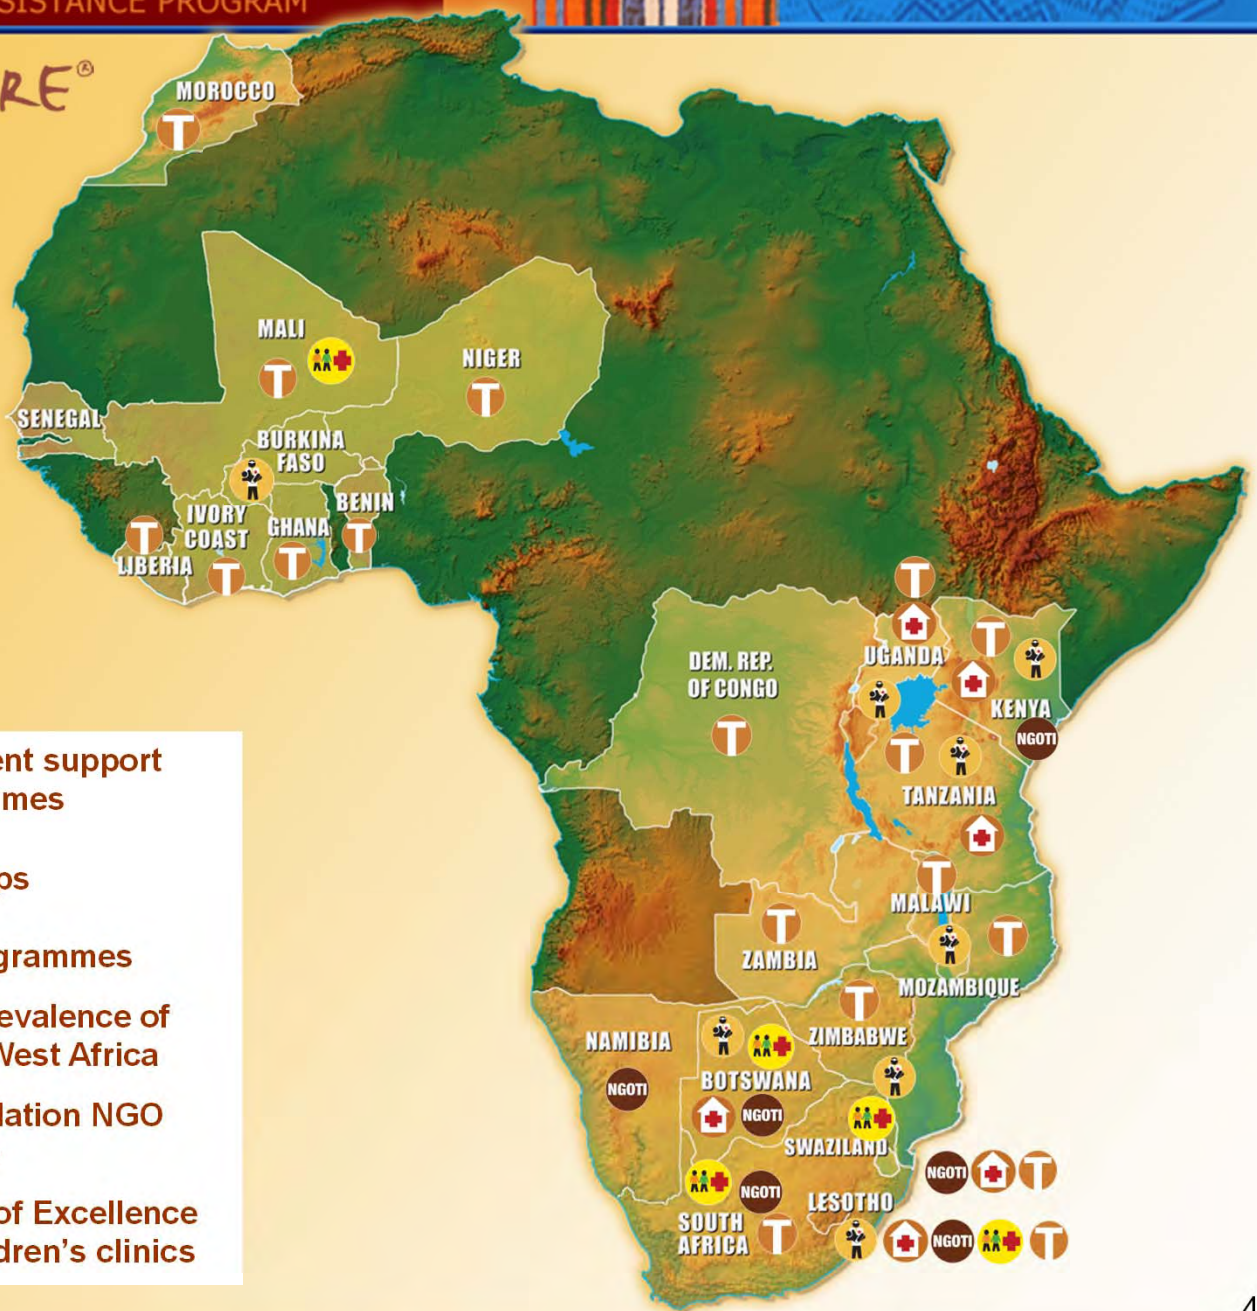 SISTANCE PROGRAM
RE®
MOROCCO
T
MALI
T
NIGER
T
SENEGAL
BURKINA
FASO
BENIN
T
IVORY
COAST
T
GHANA
T
T
LIBERIA
T
UGANDA
T
KENYA
NGOTI
DEM. REP.
OF CONGO
T
T
TANZANIA
T
MALAWI
T
ZAMBIA
T
MOZAMBIQUE
T
ZIMBABWE
NAMIBIA
NGOTI
BOTSWANA
NGOTI
SWAZILAND
NGOTI T
NGOTI
SOUTH
AFRICA
T
LESOTHO
NGOTI T
ent support
mes
ps
grammes
evalence of
West Africa
lation NGO
of Excellence
dren's clinics
4